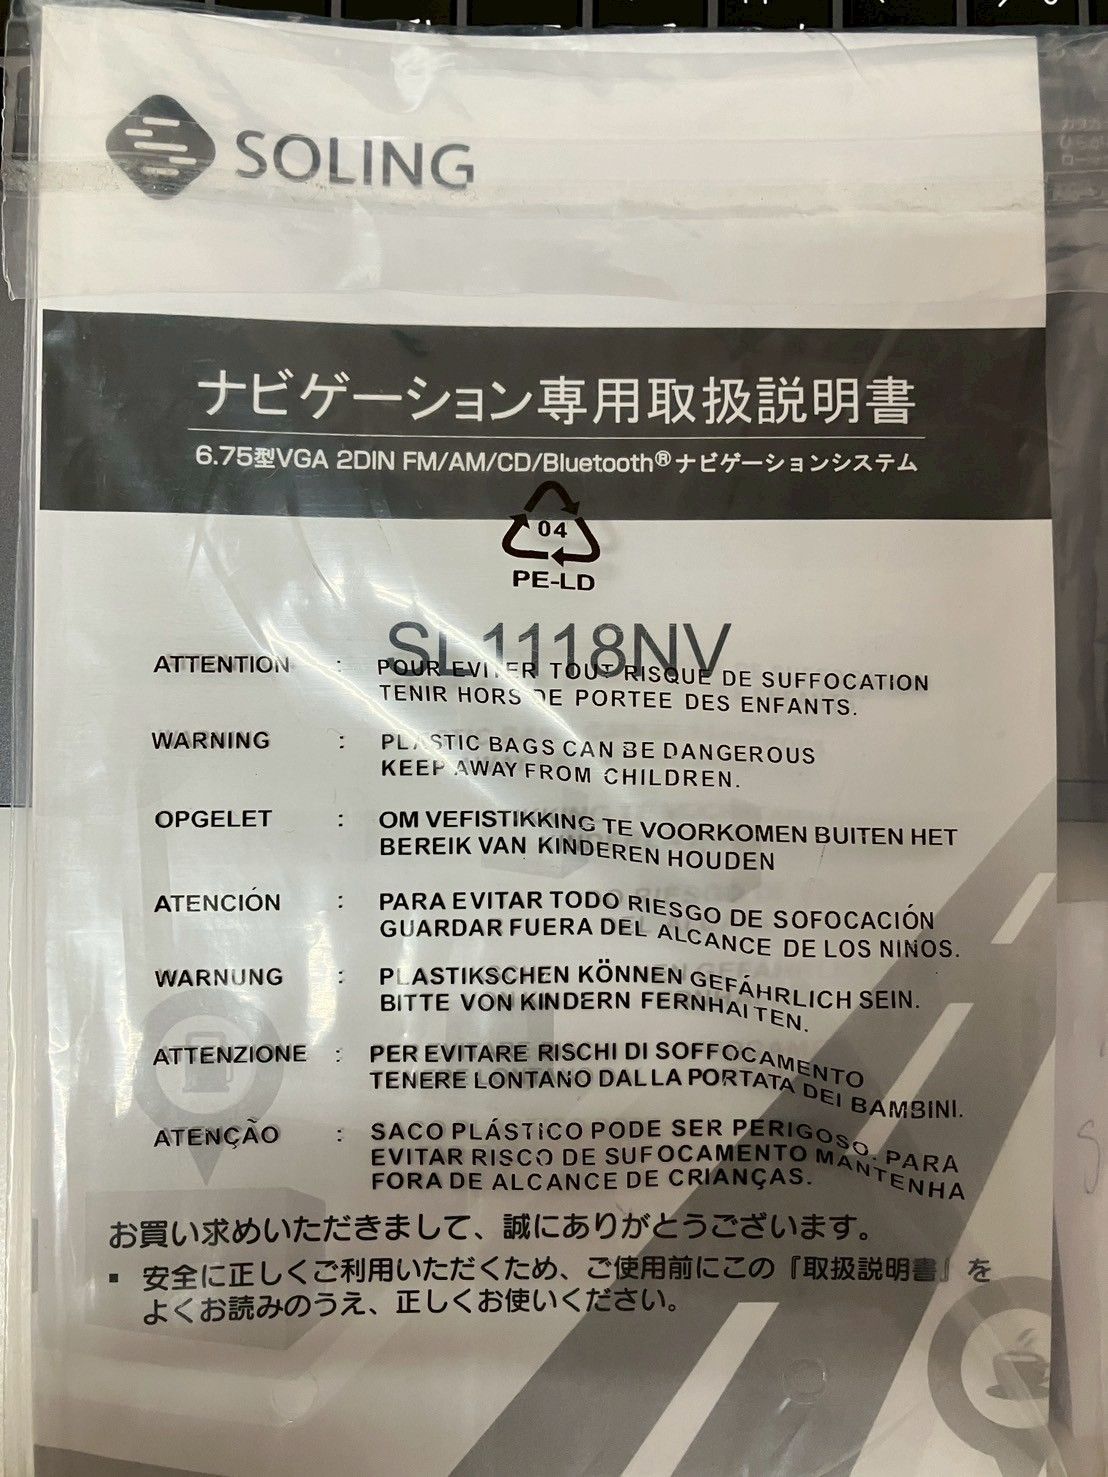 SOLING
ナビゲーション専用取扱説明書
6.75型VGA 2DIN FM/AM/CD/Bluetooth®ナビゲーションシステム
04
PE-LD
SL1118NV
ATTENTION : POUR EVITER TOUT RISQUE DE SUFFOCATION
TENIR HORS DE PORTEE DES ENFANTS.
WARNING : PLASTIC BAGS CAN BE DANGEROUS
KEEP AWAY FROM CHILDREN.
OPGELET : OM VEFISTIKKING TE VOORKOMEN BUITEN HET
BEREIK VAN KINDEREN HOUDEN
ATENCIÓN : PARA EVITAR TODO RIESGO DE SOFOCACIÓN
GUARDAR FUERA DEL ALCANCE DE LOS NINOS.
WARNUNG : PLASTIKSCHEN KÖNNEN GEFÄHRLICH SEIN.
BITTE VON KINDERN FERNHALTEN.
ATTENZIONE : PER EVITARE RISCHI DI SOFFOCAMENTO
TENERE LONTANO DALLA PORTATA DEI BAMBINI.
ATENÇÃO : SACO PLÁSTICO PODE SER PERIGOSO. PARA
EVITAR RISCO DE SUFOCAMENTO MANTENHA
FORA DE ALCANCE DE CRIANÇAS.
お買い求めいただきまして、誠にありがとうございます。
▪ 安全に正しくご利用いただくため、ご使用前にこの『取扱説明書』を
よくお読みのうえ、正しくお使いください。